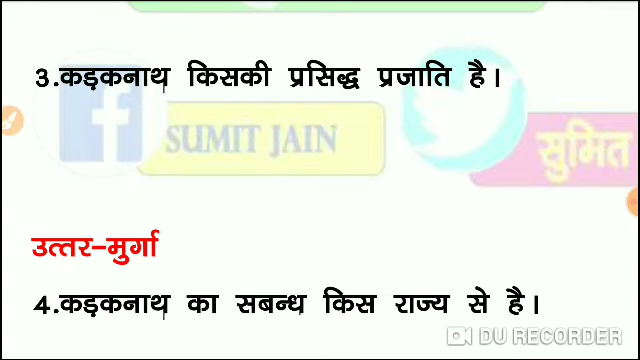 3.कड़कनाथ किसकी प्रसिद्ध प्रजाति है।
SUMIT JAIN
सुमित
उत्तर-मुर्गा
4.कड़कनाथ का सबन्ध किस राज्य से है।
DU RECORDER